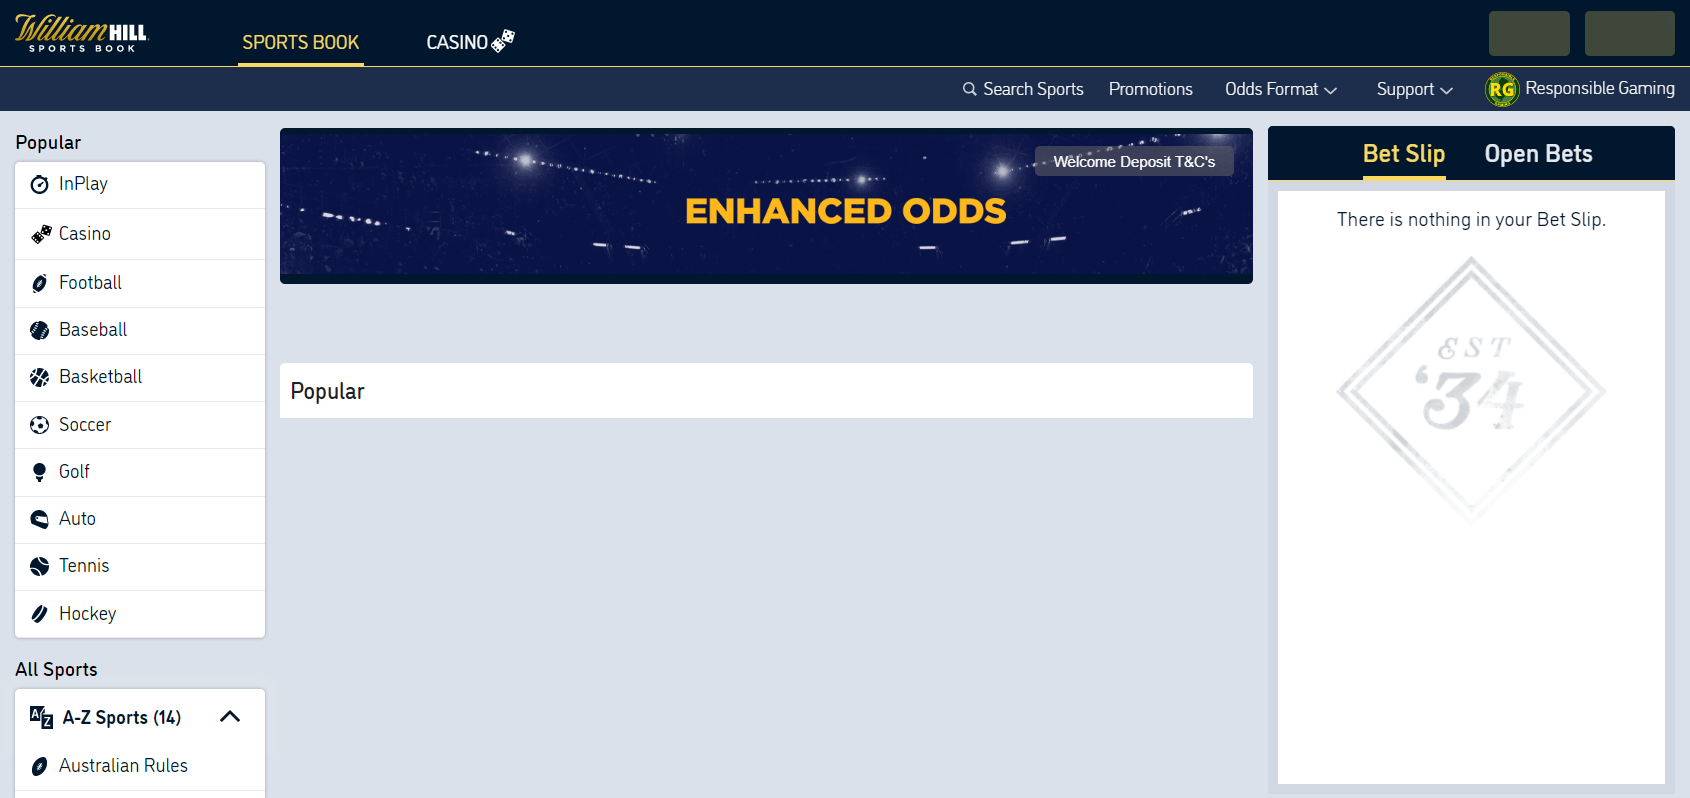 William HILL
SPORTS BOOK
SPORTS BOOK
CASINO
Search Sports
Promotions
Odds Format
Support
RG
Responsible Gaming
Popular
InPlay
Casino
Football
Baseball
Basketball
Soccer
Golf
Auto
Tennis
Hockey
All Sports
A Z
A-Z Sports (14)
Australian Rules
Welcome Deposit T&C's
ENHANCED ODDS
Popular
Bet Slip
Open Bets
There is nothing in your Bet Slip.
EST
‘34